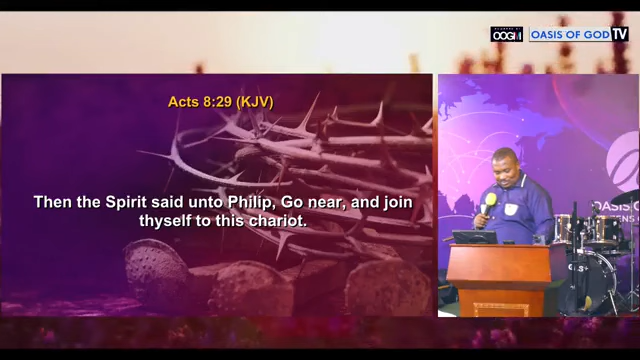 OOGM
OASIS OF GOD TV
Acts 8:29 (KJV)
Then the Spirit said unto Philip, Go near, and join
thyself to this chariot.
OASIS O